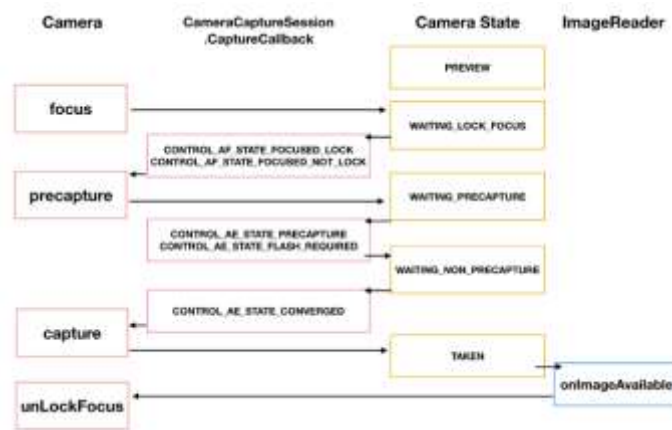 Camera
CameraCaptureSession
.CaptureCallback
Camera State
ImageReader
PREVIEW
focus
WAITING_LOCK_FOCUS
CONTROL_AF_STATE_FOCUSED_LOCK
CONTROL_AF_STATE_FOCUSED_NOT_LOCK
precapture
WAITING_PRECAPTURE
CONTROL_AE_STATE_PRECAPTURE
CONTROL_AE_STATE_FLASH_REQUIRED
WAITING_NON_PRECAPTURE
CONTROL_AE_STATE_CONVERGED
capture
TAKEN
onImageAvailable
unLockFocus